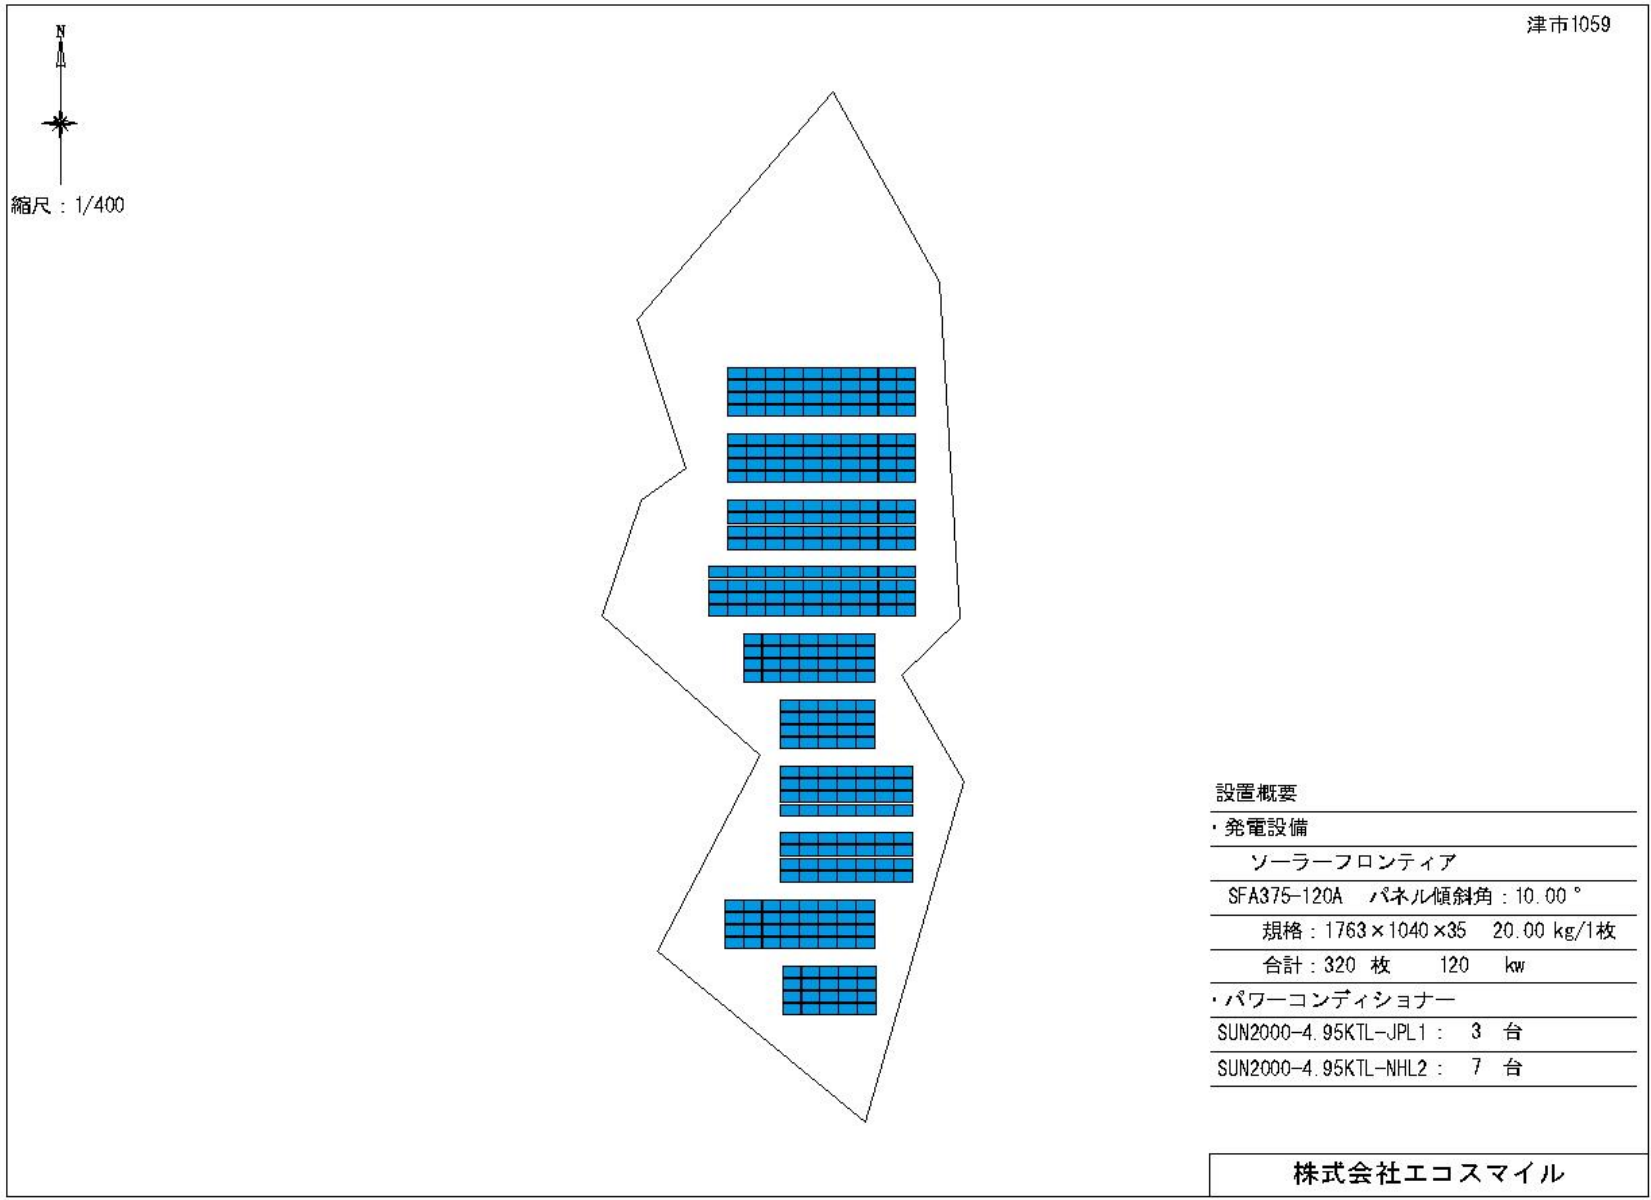 津市1059
N
縮尺：1/400
設置概要
・発電設備
ソーラーフロンティア
SFA375-120A パネル傾斜角：10.00°
規格：1763×1040×35 20.00 kg/1枚
合計：320 枚 120 kw
・パワーコンディショナー
SUN2000-4.95KTL-JPL1： 3 台
SUN2000-4.95KTL-NHL2： 7 台
株式会社エコスマイル